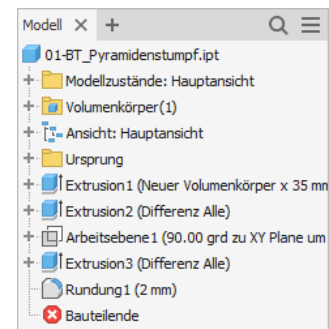 Modell
01-BT_Pyramidenstumpf.ipt
Modellzustände: Hauptansicht
Volumenkörper(1)
Ansicht: Hauptansicht
Ursprung
Extrusion1 (Neuer Volumenkörper x 35 mm
Extrusion2 (Differenz Alle)
Arbeitsebene1 (90.00 grd zu XY Plane um
Extrusion3 (Differenz Alle)
Rundung1 (2 mm)
Bauteilende